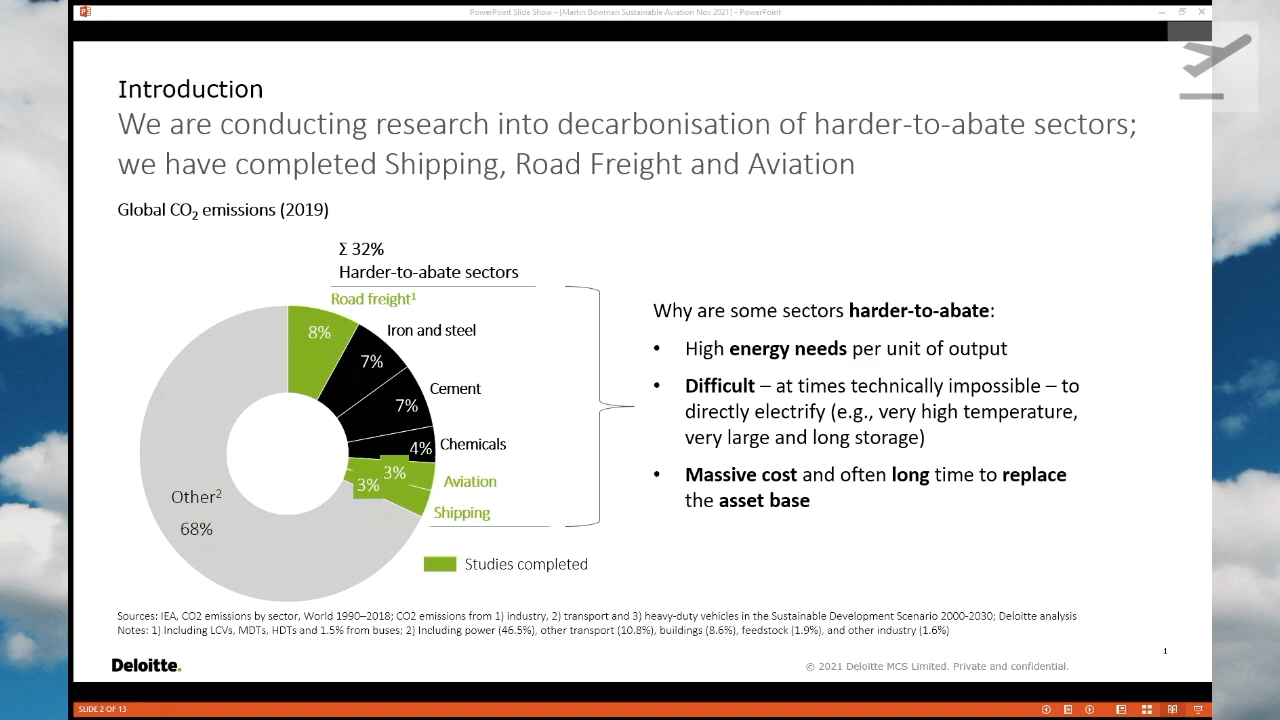 PowerPoint Slide Show - [Martin Bowman Sustainable Aviation Nov 2021] - PowerPoint
Introduction
We are conducting research into decarbonisation of harder-to-abate sectors;
we have completed Shipping, Road Freight and Aviation
Global CO₂ emissions (2019)
Σ 32%
Harder-to-abate sectors
Road freight¹
8%
Iron and steel
7%
Cement
7%
Chemicals
4%
Aviation
3%
Shipping
3%
Other²
68%
Studies completed
Why are some sectors harder-to-abate:
• High energy needs per unit of output
• Difficult – at times technically impossible – to
directly electrify (e.g., very high temperature,
very large and long storage)
• Massive cost and often long time to replace
the asset base
Sources: IEA, CO2 emissions by sector, World 1990–2018; CO2 emissions from 1) industry, 2) transport and 3) heavy-duty vehicles in the Sustainable Development Scenario 2000-2030; Deloitte analysis
Notes: 1) Including LCVs, MDTs, HDTs and 1.5% from buses; 2) Including power (46.5%), other transport (10.8%), buildings (8.6%), feedstock (1.9%), and other industry (1.6%)
1
Deloitte.
© 2021 Deloitte MCS Limited. Private and confidential.
SLIDE 2 OF 13